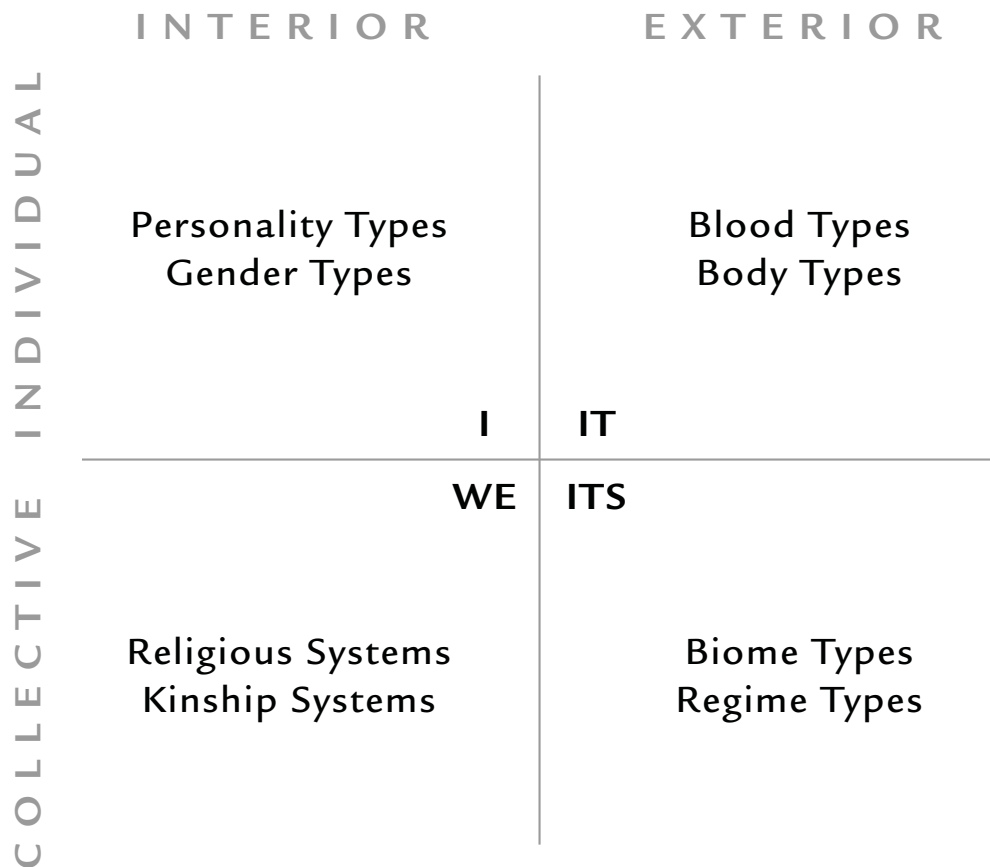 INTERIOR EXTERIOR
INDIVIDUAL
Personality Types
Gender Types
Blood Types
Body Types
I IT
WE ITS
COLLECTIVE
Religious Systems
Kinship Systems
Biome Types
Regime Types